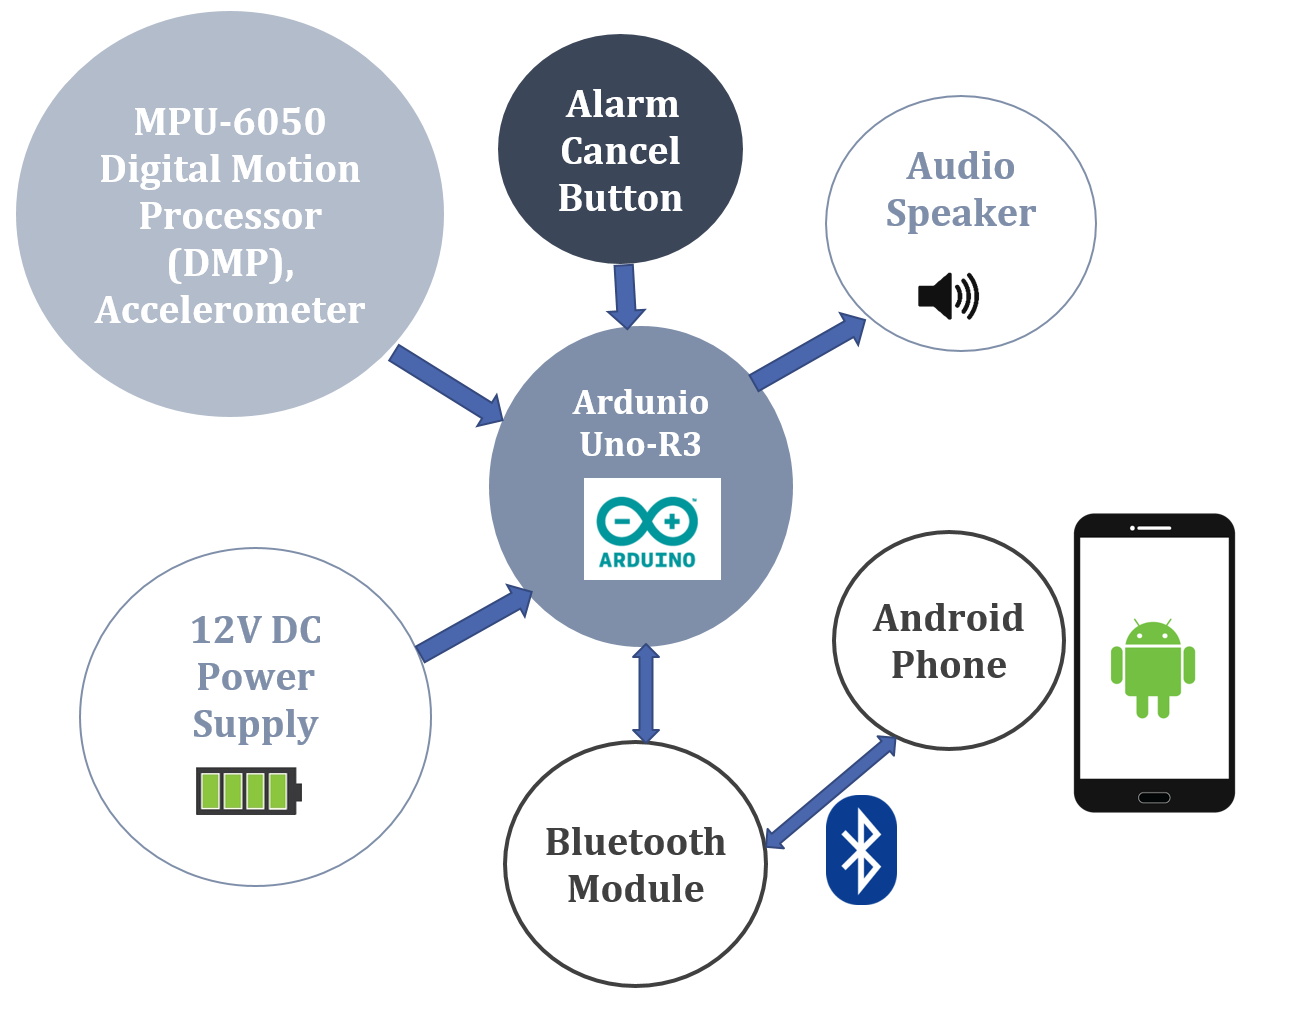 MPU-6050
Digital Motion
Processor
(DMP),
Accelerometer
Alarm
Cancel
Button
Audio
Speaker
Ardunio
Uno-R3
ARDUINO
12V DC
Power
Supply
Android
Phone
Bluetooth
Module